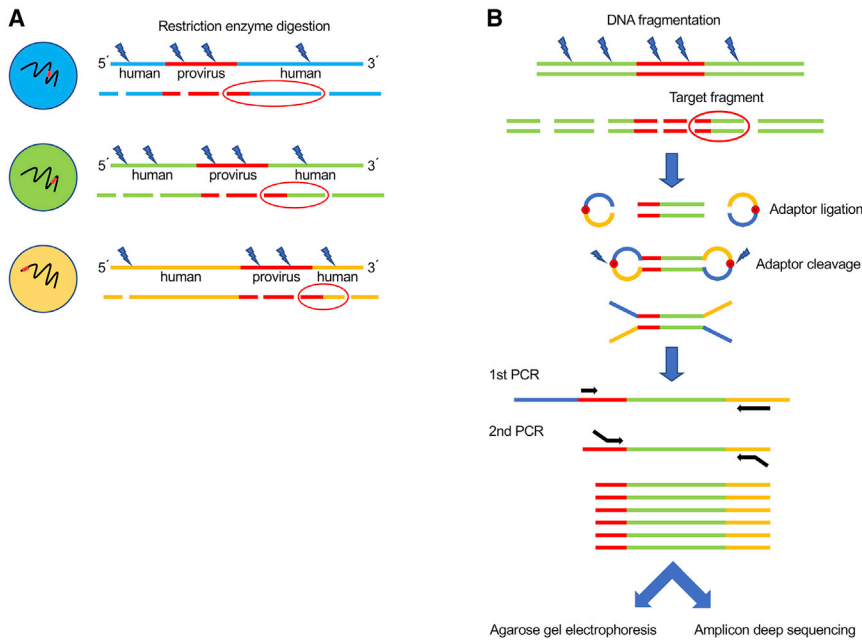 A
Restriction enzyme digestion
5´ 3´
human provirus human
5´ 3´
human provirus human
5´ 3´
human provirus human
B
DNA fragmentation
Target fragment
Adaptor ligation
Adaptor cleavage
1st PCR
2nd PCR
Agarose gel electrophoresis
Amplicon deep sequencing